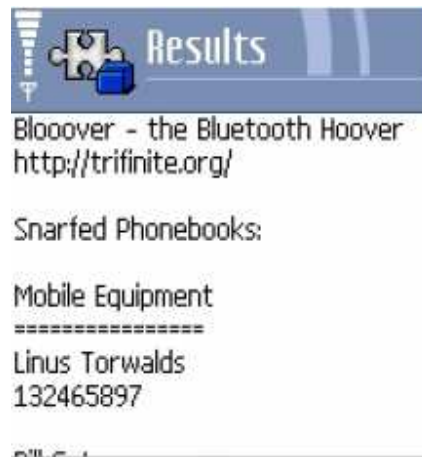 Results
Blooover - the Bluetooth Hoover
http://trifinite.org/
Snarfed Phonebooks:
Mobile Equipment
================
Linus Torwalds
132465897